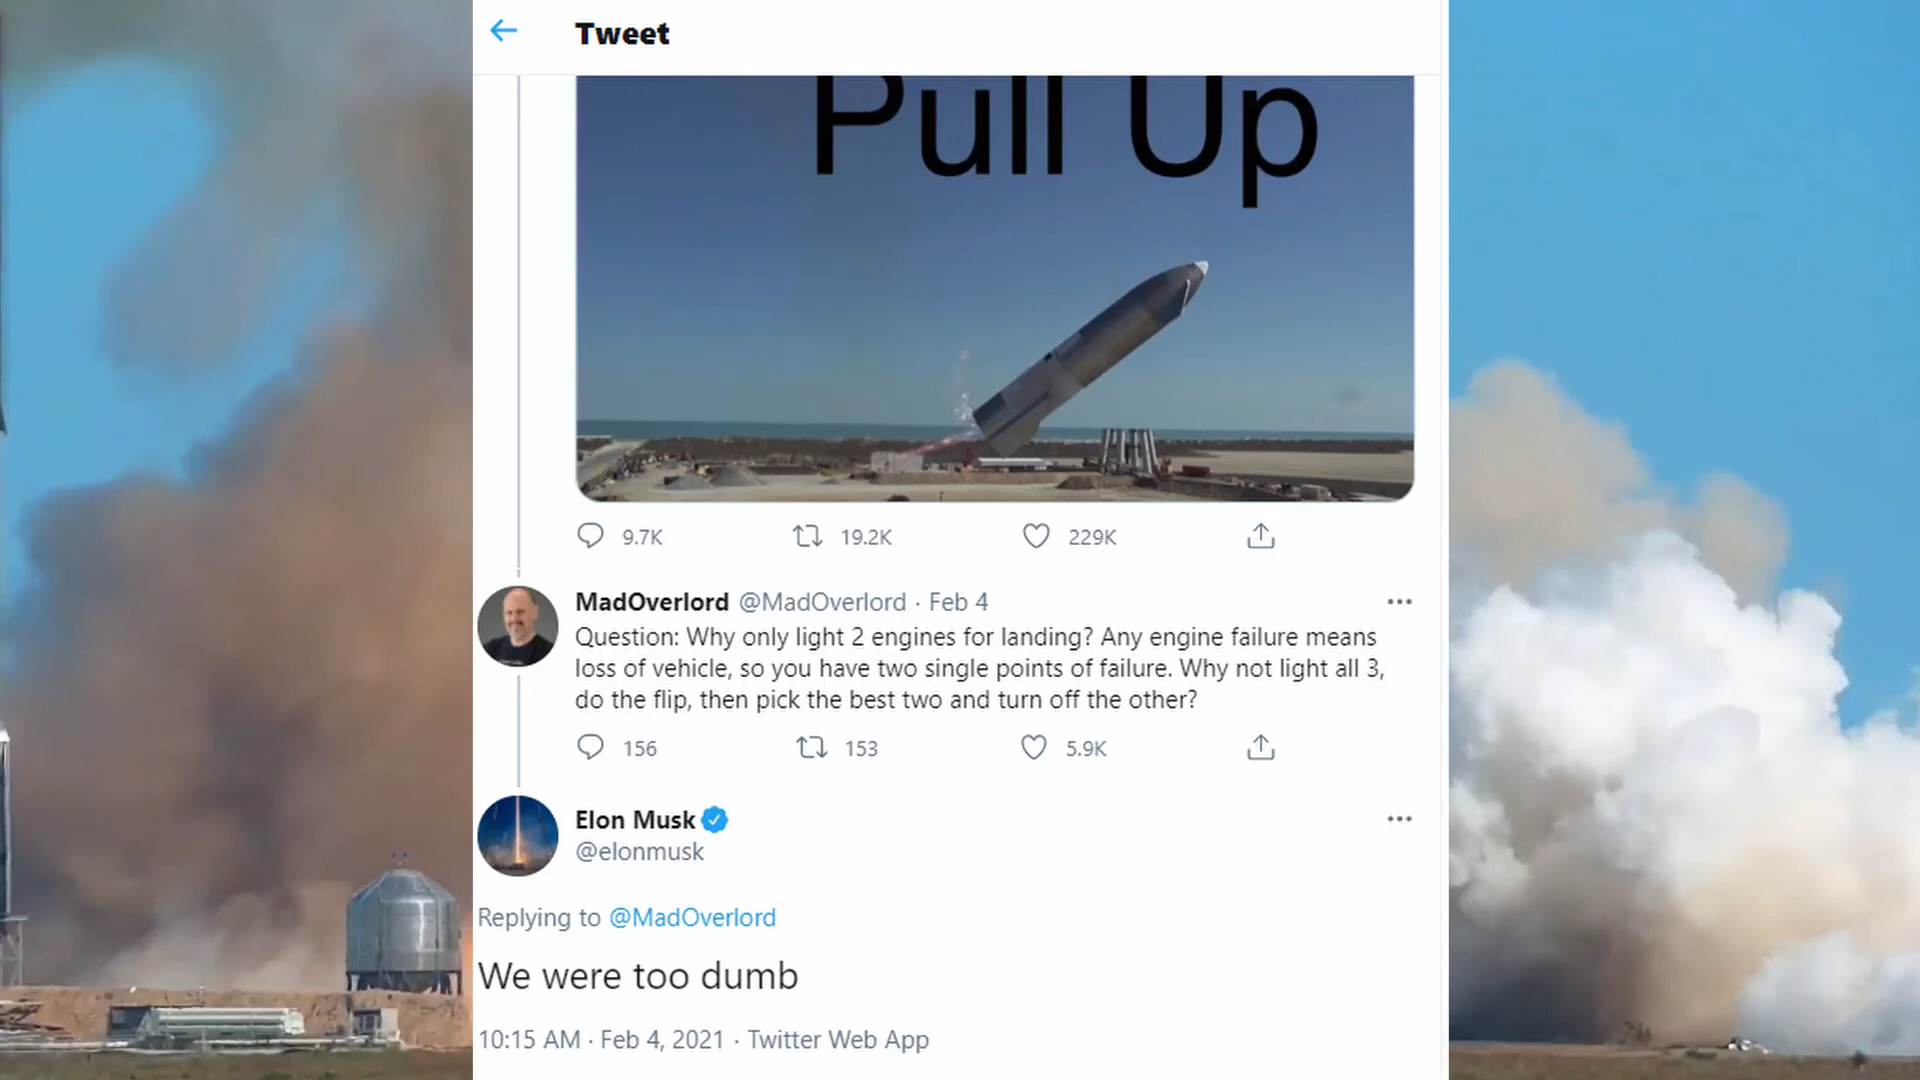 Tweet
Pull Up
9.7K 19.2K 229K
MadOverlord @MadOverlord · Feb 4
Question: Why only light 2 engines for landing? Any engine failure means
loss of vehicle, so you have two single points of failure. Why not light all 3,
do the flip, then pick the best two and turn off the other?
156 153 5.9K
Elon Musk
@elonmusk
Replying to @MadOverlord
We were too dumb
10:15 AM · Feb 4, 2021 · Twitter Web App